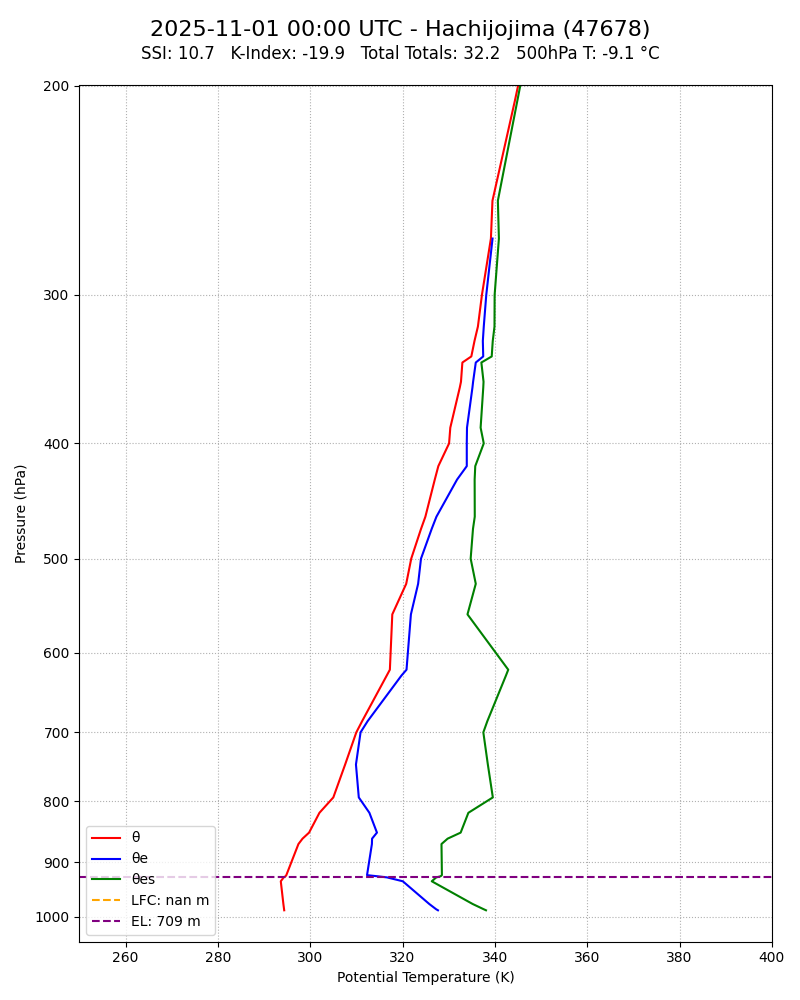 2025-11-01 00:00 UTC - Hachijojima (47678)
SSI: 10.7   K-Index: -19.9   Total Totals: 32.2   500hPa T: -9.1 °C
200
300
400
500
600
700
800
900
1000
Pressure (hPa)
θ
θe
θes
LFC: nan m
EL: 709 m
260 280 300 320 340 360 380 400
Potential Temperature (K)